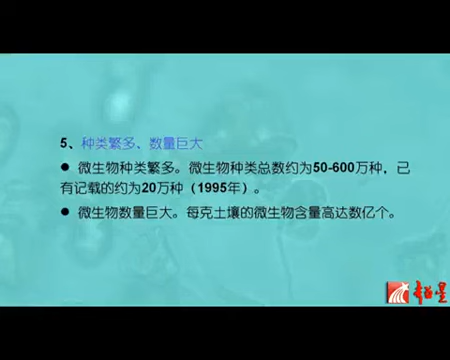 5、种类繁多、数量巨大
● 微生物种类繁多。微生物种类总数约为50-600万种，已
有记载的约为20万种（1995年）。
● 微生物数量巨大。每克土壤的微生物含量高达数亿个。
超星